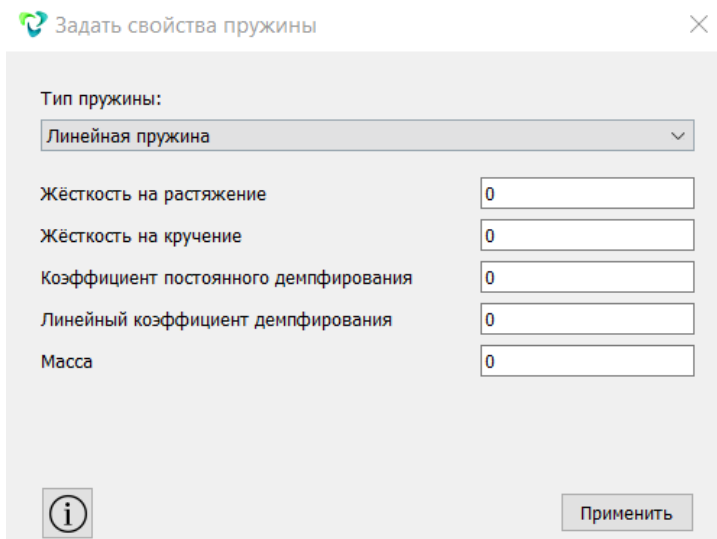 Задать свойства пружины
Тип пружины:
Линейная пружина
Жёсткость на растяжение 0
Жёсткость на кручение 0
Коэффициент постоянного демпфирования 0
Линейный коэффициент демпфирования 0
Масса 0
Применить